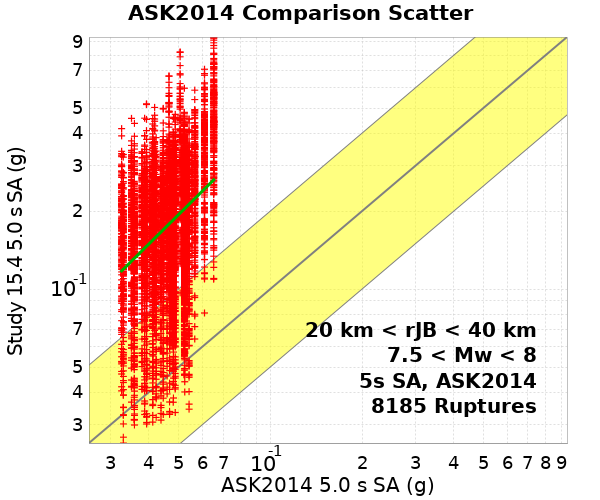 ASK2014 Comparison Scatter
9
7
5
4
3
2
10-1
7
5
4
3
Study 15.4 5.0 s SA (g)
20 km < rJB < 40 km
7.5 < Mw < 8
5s SA, ASK2014
8185 Ruptures
3 4 5 6 7 10-1 2 3 4 5 6 7 8 9
ASK2014 5.0 s SA (g)